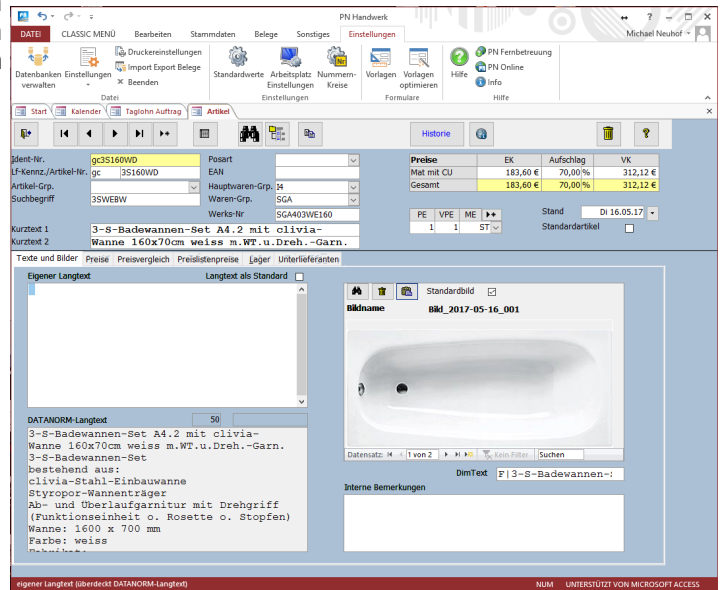 PN Handwerk
DATEI CLASSIC MENÜ Bearbeiten Stammdaten Belege Sonstiges Einstellungen Michael Neuhof
Datenbanken verwalten
Einstellungen
Druckereinstellungen
Import Export Belege
Beenden
Datei
Standardwerte
Arbeitsplatz Einstellungen
Nummern-Kreise
Nr
Einstellungen
Vorlagen
Vorlagen optimieren
Formulare
Hilfe
PN Fernbetreuung
PN Online
Info
Hilfe
Start Kalender Taglohn Auftrag Artikel
Historie
Ident-Nr. gc3S160WD
Lf-Kennz./Artikel-Nr. gc 3S160WD
Artikel-Grp.
Suchbegriff 3SWEBW
Posart
EAN
Hauptwaren-Grp. I4
Waren-Grp. SGA
Werks-Nr SGA403WE160
Kurztext 1 3-S-Badewannen-Set A4.2 mit clivia-
Kurztext 2 Wanne 160x70cm weiss m.WT.u.Dreh.-Garn.
Preise EK Aufschlag VK
Mat mit CU 183,60 € 70,00 % 312,12 €
Gesamt 183,60 € 70,00 % 312,12 €
PE VPE ME
1 1 ST
Stand Di 16.05.17
Standardartikel
Texte und Bilder Preise Preisvergleich Preislistenpreise Lager Unterlieferanten
Eigener Langtext Langtext als Standard
DATANORM-Langtext 50
3-S-Badewannen-Set A4.2 mit clivia-
Wanne 160x70cm weiss m.WT.u.Dreh.-Garn.
3-S-Badewannen-Set
bestehend aus:
clivia-Stahl-Einbauwanne
Styropor-Wannenträger
Ab- und Überlaufgarnitur mit Drehgriff
(Funktionseinheit o. Rosette o. Stopfen)
Wanne: 1600 x 700 mm
Farbe: weiss
Fabrikat:
Standardbild
Bildname Bild_2017-05-16_001
Datensatz: 1 von 2 Kein Filter Suchen
DimText F|3-S-Badewannen-:
Interne Bemerkungen
eigener Langtext (überdeckt DATANORM-Langtext) NUM UNTERSTÜTZT VON MICROSOFT ACCESS